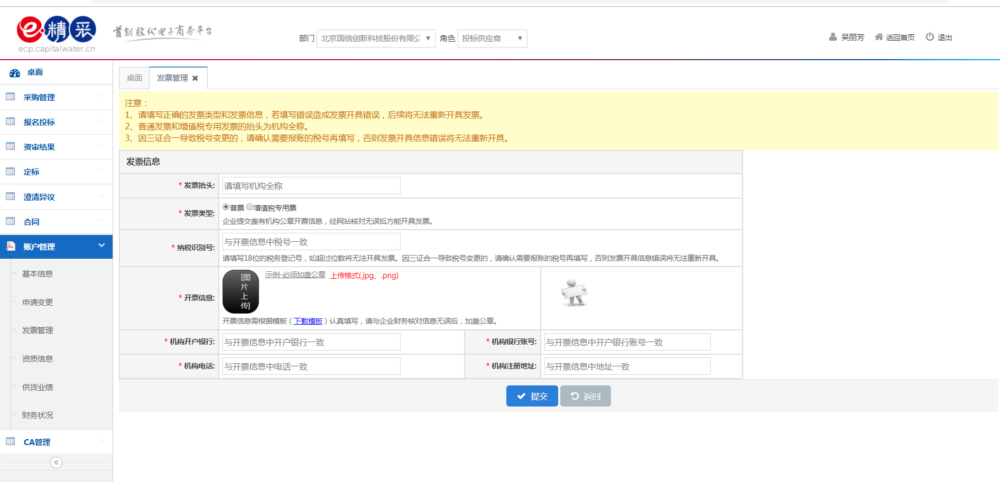 e精采
首创股份电子商务平台
ecp.capitalwater.cn
部门 北京国信创新科技股份有限公 ▼ 角色 投标供应商 ▼
吴丽芳 返回首页 退出
桌面
采购管理
报名投标
资审结果
定标
澄清异议
合同
账户管理
基本信息
申请变更
发票管理
资质信息
供货业绩
财务状况
CA管理
桌面 发票管理 ✖
注意：
1、请填写正确的发票类型和发票信息，若填写错误造成发票开具错误，后续将无法重新开具发票。
2、普通发票和增值税专用发票的抬头为机构全称。
3、因三证合一导致税号变更的，请确认需要报账的税号再填写，否则发票开具信息错误将无法重新开具。
发票信息
* 发票抬头: 请填写机构全称
* 发票类型: 普票 增值税专用票
企业提交盖有机构公章开票信息，经网站核对无误后方能开具发票。
* 纳税识别号: 与开票信息中税号一致
请填写18位的税务登记号，如超过位数将无法开具发票。因三证合一导致税号变更的，请确认需要报账的税号再填写，否则发票开具信息错误将无法重新开具。
* 开票信息:
[图
片
上
传]
示例-必须加盖公章 上传格式(.jpg、.png)
开票信息需根据模板（下载模板）认真填写，请与企业财务核对信息无误后，加盖公章。
* 机构开户银行: 与开票信息中开户银行一致 * 机构银行账号: 与开票信息中开户银行账号一致
* 机构电话: 与开票信息中电话一致 * 机构注册地址: 与开票信息中地址一致
提交 返回